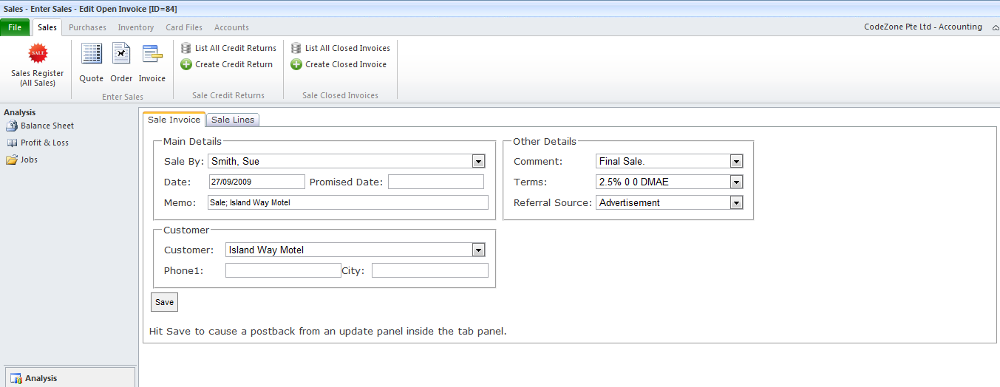 Sales - Enter Sales - Edit Open Invoice [ID=84]
File Sales Purchases Inventory Card Files Accounts CodeZone Pte Ltd - Accounting
SALE
Sales Register
(All Sales)
Quote Order Invoice
Enter Sales
List All Credit Returns
Create Credit Return
Sale Credit Returns
List All Closed Invoices
Create Closed Invoice
Sale Closed Invoices
Analysis
Balance Sheet
Profit & Loss
Jobs
Analysis
Sale Invoice Sale Lines
Main Details
Sale By: Smith, Sue
Date: 27/09/2009 Promised Date:
Memo: Sale; Island Way Motel
Other Details
Comment: Final Sale.
Terms: 2.5% 0 0 DMAE
Referral Source: Advertisement
Customer
Customer: Island Way Motel
Phone1: City:
Save
Hit Save to cause a postback from an update panel inside the tab panel.